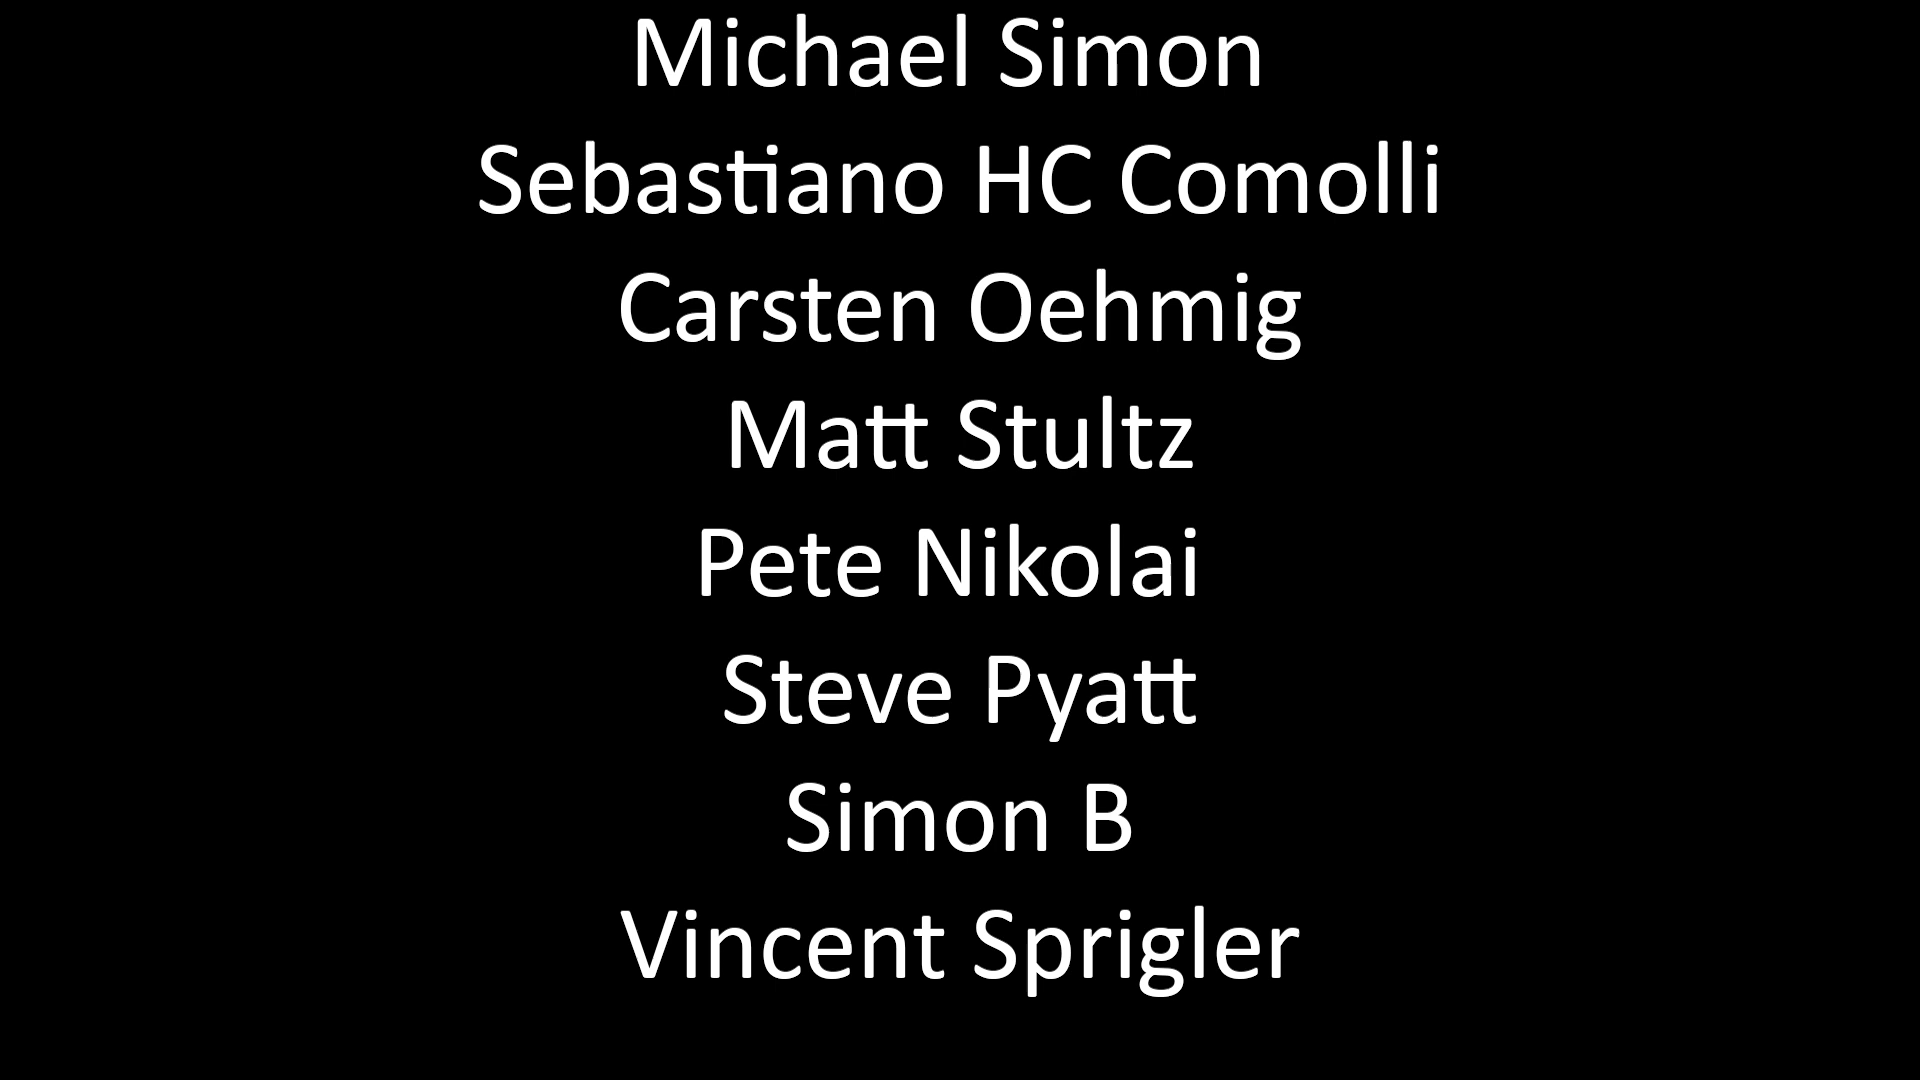 Michael Simon
Sebastiano HC Comolli
Carsten Oehmig
Matt Stultz
Pete Nikolai
Steve Pyatt
Simon B
Vincent Sprigler